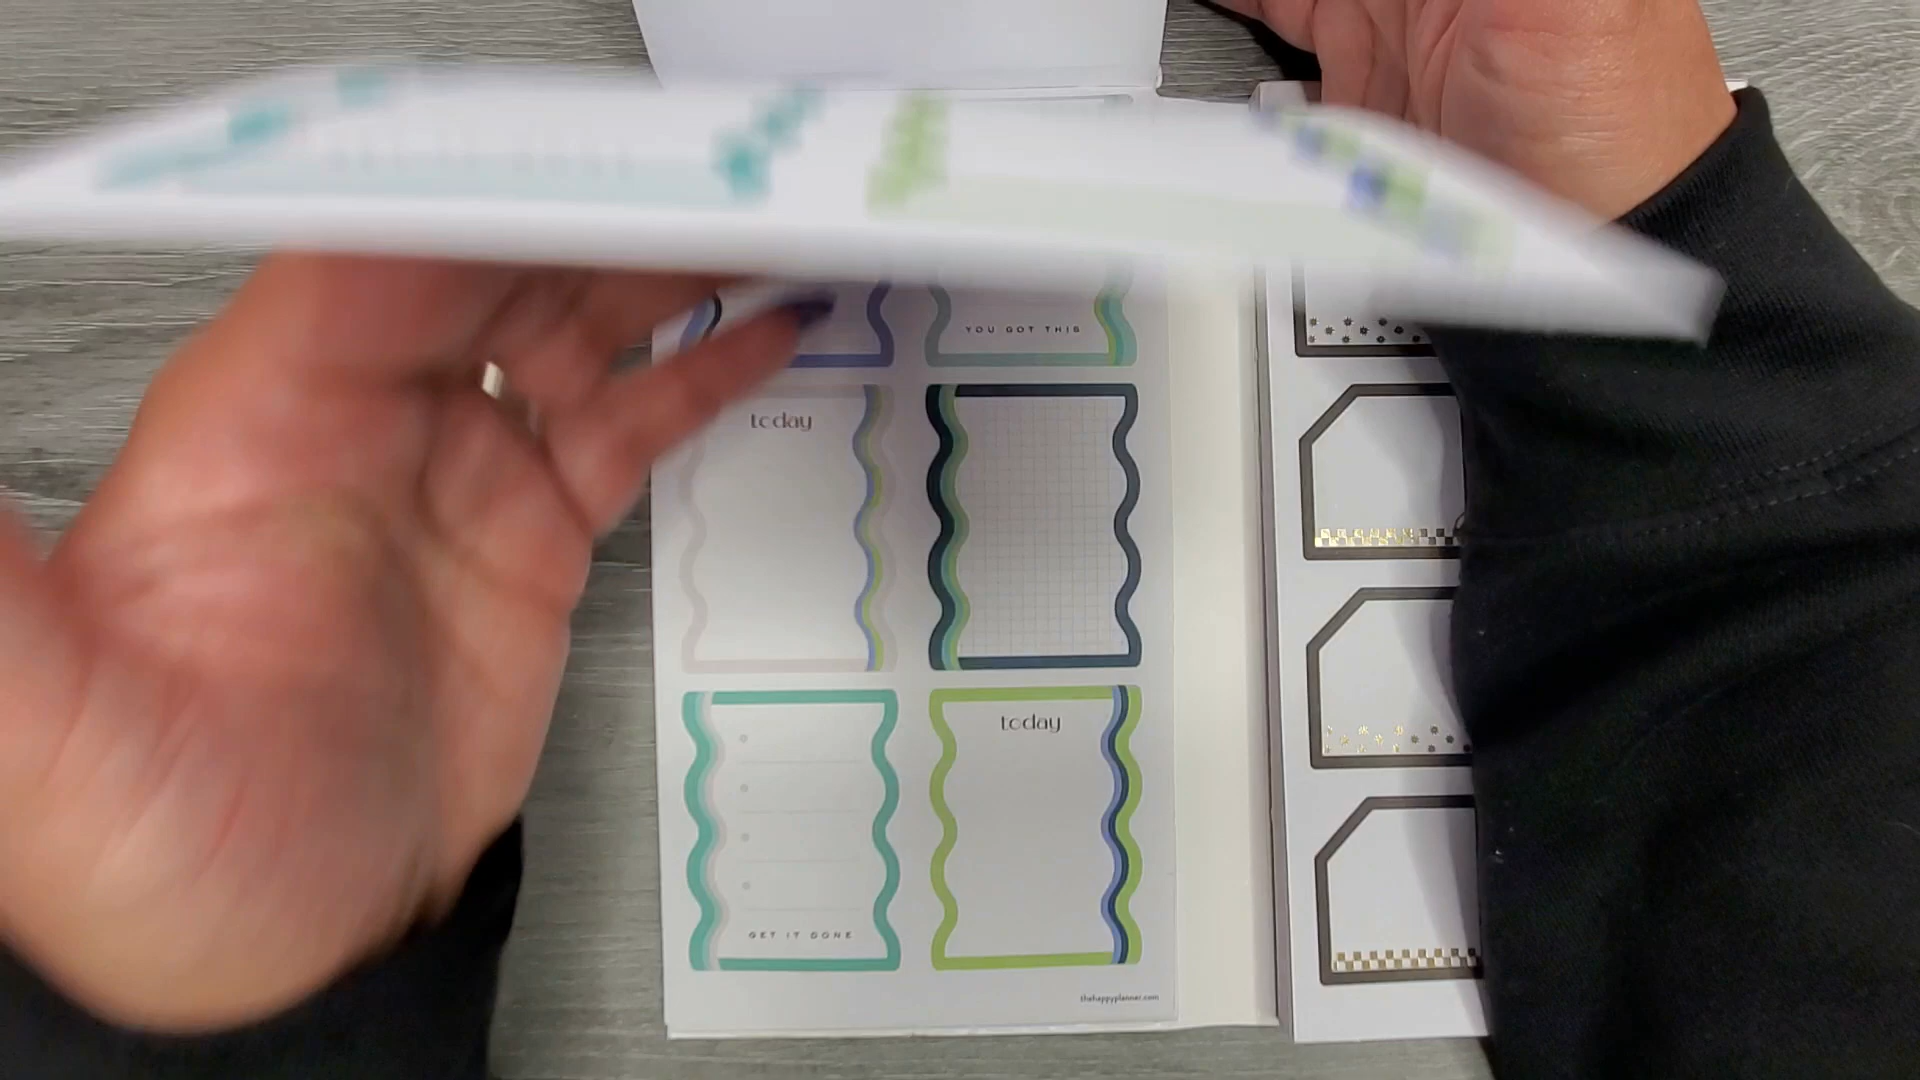 YOU GOT THIS
today
today
GET IT DONE
thehappyplanner.com